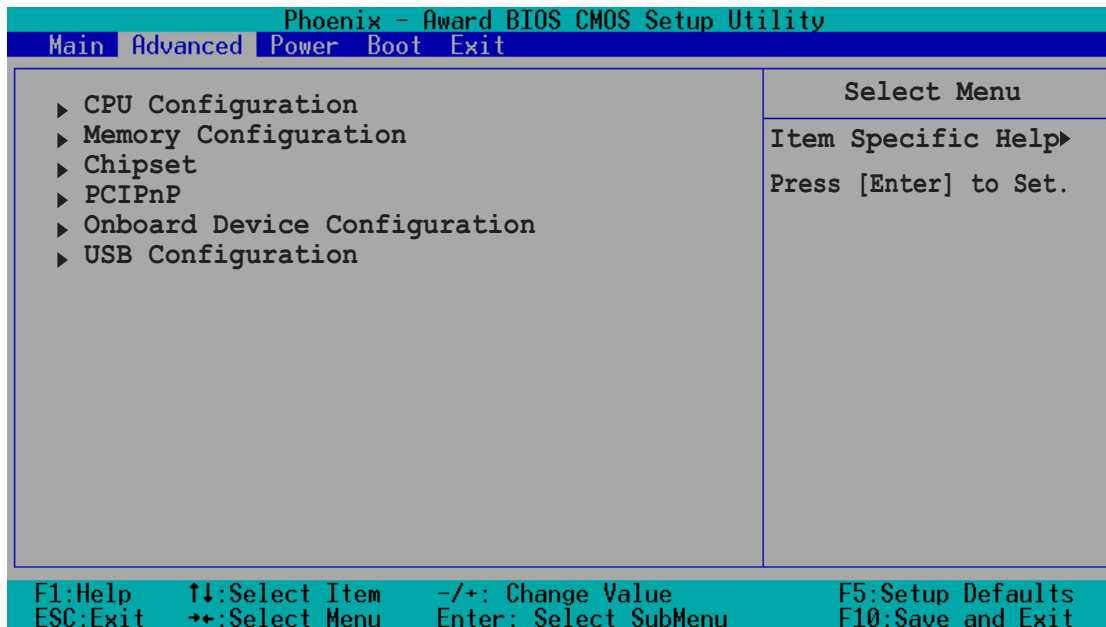 Phoenix - Award BIOS CMOS Setup Utility
Main Advanced Power Boot Exit
▶ CPU Configuration
▶ Memory Configuration
▶ Chipset
▶ PCIPnP
▶ Onboard Device Configuration
▶ USB Configuration
Select Menu
Item Specific Help▶
Press [Enter] to Set.
F1:Help ↑↓:Select Item -/+: Change Value F5:Setup Defaults
ESC:Exit →←:Select Menu Enter: Select SubMenu F10:Save and Exit